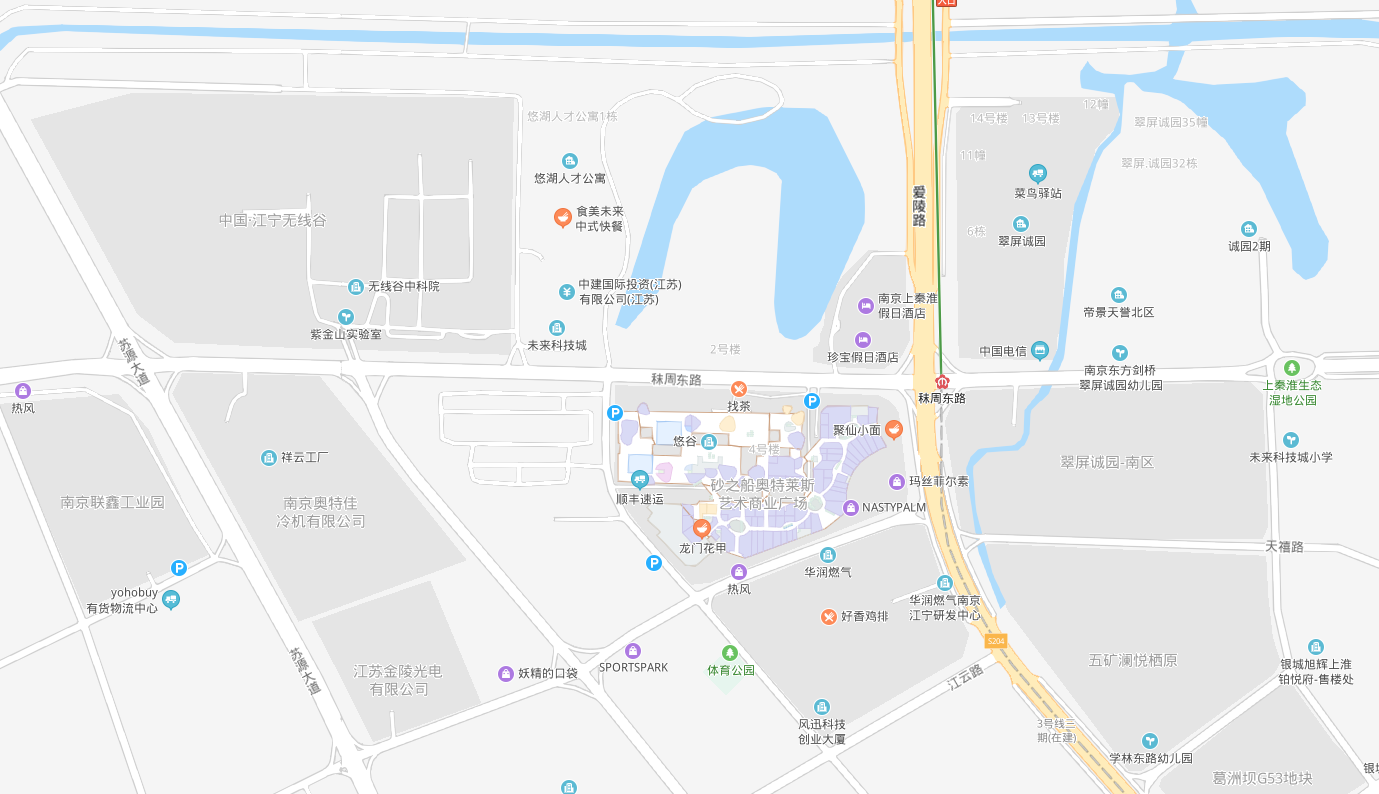 入口
12幢
14号楼
13号楼
悠湖人才公寓1栋
翠屏诚园35幢
11幢
翠屏.诚园32栋
悠湖人才公寓
菜鸟驿站
爱陵路
中国·江宁无线谷
食美未来
中式快餐
6栋
翠屏诚园
诚园2期
无线谷中科院
中建国际投资(江苏)
有限公司(江苏)
南京上秦淮
假日酒店
帝景天誉北区
紫金山实验室
未来科技城
2号楼
珍宝假日酒店
中国电信
苏源大道
秣周东路
南京东方剑桥
翠屏诚园幼儿园
上秦淮生态
湿地公园
热风
找茶
秣周东路
P
P
聚仙小面
悠谷
4号楼
祥云工厂
翠屏诚园-南区
未来科技城小学
砂之船奥特莱斯
艺术商业广场
玛丝菲尔素
顺丰速运
NASTYPALM
南京联鑫工业园
南京奥特佳
冷机有限公司
龙门花甲
天禧路
P
P
华润燃气
热风
yohobuy
有货物流中心
华润燃气南京
江宁研发中心
好香鸡排
S204
苏源大道
江苏金陵光电
有限公司
妖精的口袋
SPORTSPARK
体育公园
江云路
五矿澜悦栖原
银城旭辉上淮
铂悦府-售楼处
风迅科技
创业大厦
3号线三
期(在建)
学林东路幼儿园
葛洲坝G53地块
银城